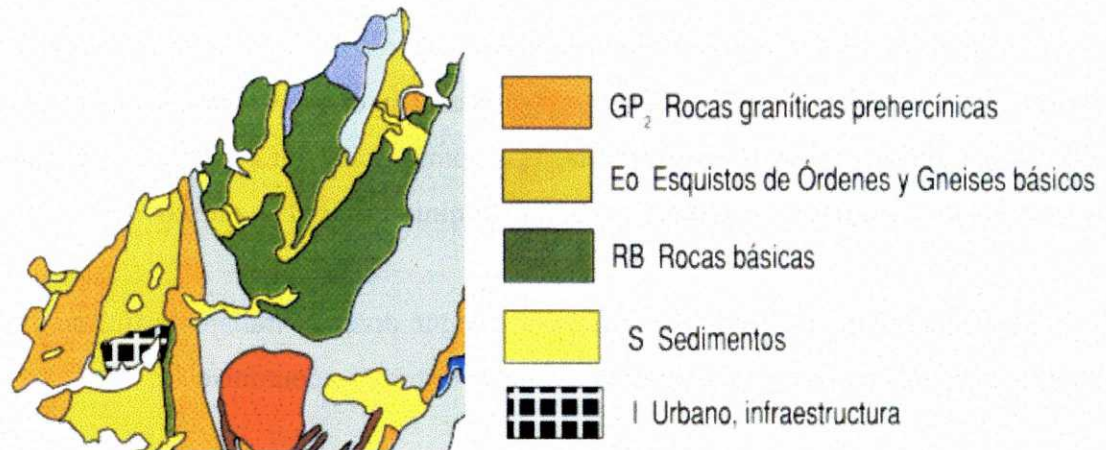 GP₂ Rocas graníticas prehercínicas
Eo Esquistos de Órdenes y Gneises básicos
RB Rocas básicas
S Sedimentos
I Urbano, infraestructura